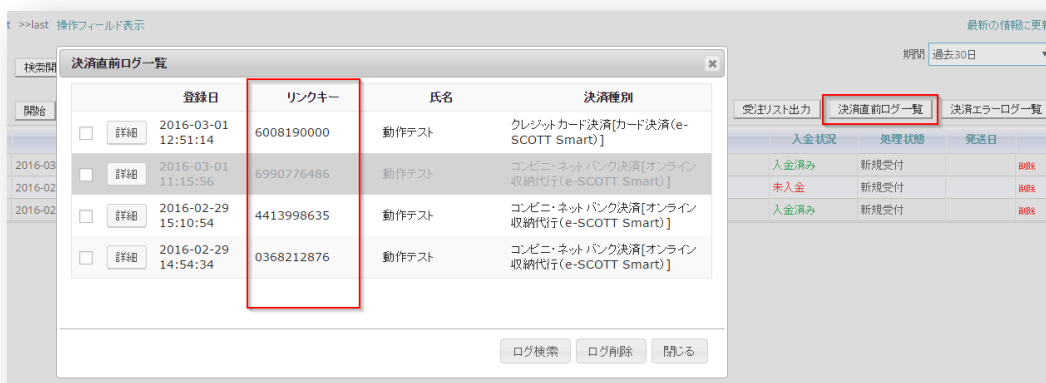 t >>last 操作フィールド表示
最新の情報に更新
期間 過去30日
検索開
決済直前ログ一覧
開始
受注リスト出力 決済直前ログ一覧 決済エラーログ一覧
登録日 リンクキー 氏名 決済種別
詳細 2016-03-01 12:51:14 6008190000 動作テスト クレジットカード決済[カード決済(e-
SCOTT Smart)]
詳細 2016-03-01 11:15:56 6990776486 動作テスト コンビニ・ネットバンク決済[オンライン
収納代行(e-SCOTT Smart)]
詳細 2016-02-29 15:10:54 4413998635 動作テスト コンビニ・ネットバンク決済[オンライン
収納代行(e-SCOTT Smart)]
詳細 2016-02-29 14:54:34 0368212876 動作テスト コンビニ・ネットバンク決済[オンライン
収納代行(e-SCOTT Smart)]
入金状況 処理状態 発送日
2016-03 入金済み 新規受付 削除
2016-02 未入金 新規受付 削除
2016-02 入金済み 新規受付 削除
ログ検索 ログ削除 閉じる